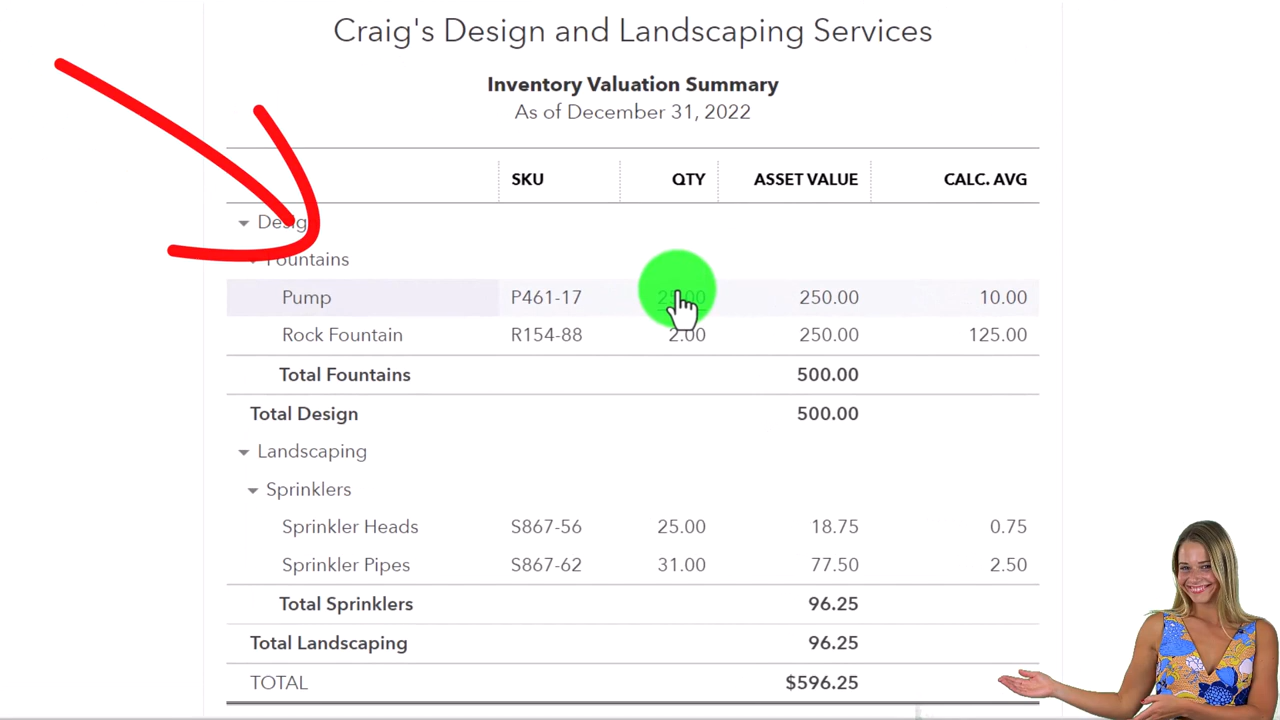 Craig's Design and Landscaping Services
Inventory Valuation Summary
As of December 31, 2022
SKU QTY ASSET VALUE CALC. AVG
Design
Fountains
Pump P461-17 25.00 250.00 10.00
Rock Fountain R154-88 2.00 250.00 125.00
Total Fountains 500.00
Total Design 500.00
Landscaping
Sprinklers
Sprinkler Heads S867-56 25.00 18.75 0.75
Sprinkler Pipes S867-62 31.00 77.50 2.50
Total Sprinklers 96.25
Total Landscaping 96.25
TOTAL $596.25